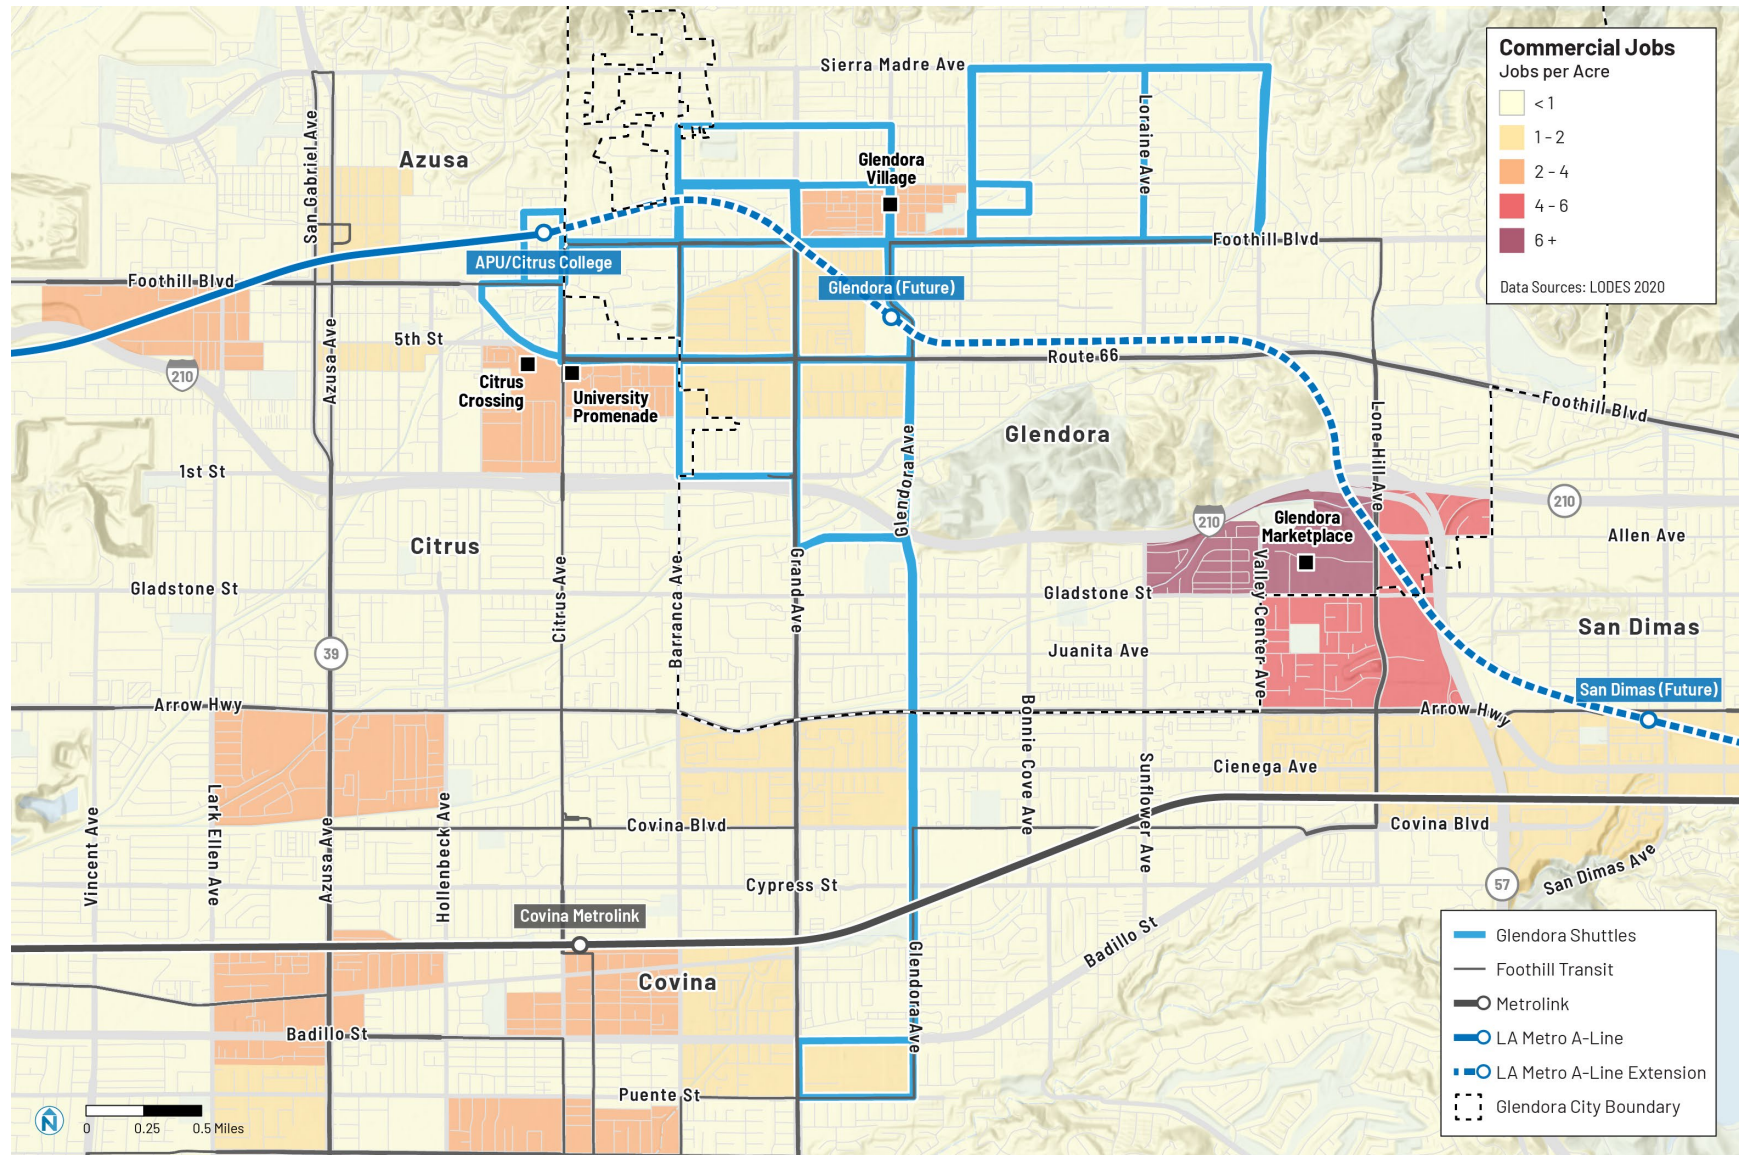 Commercial Jobs
Jobs per Acre
< 1
1 - 2
2 - 4
4 - 6
6 +
Data Sources: LODES 2020
Sierra Madre Ave
Loraine Ave
San Gabriel Ave
Azusa
Glendora
Village
Foothill Blvd
APU/Citrus College
Foothill Blvd
Glendora (Future)
5th St
Azusa Ave
210
Route 66
Citrus
Crossing
University
Promenade
Foothill Blvd
Glendora
Lone Hill Ave
Glendora Ave
1st St
210
210
Glendora
Marketplace
Allen Ave
Citrus
Gladstone St
Citrus Ave
Barranca Ave
Grand Ave
Gladstone St
Valley Center Ave
San Dimas
39
Juanita Ave
San Dimas (Future)
Arrow Hwy
Arrow Hwy
Bonnie Cove Ave
Sunflower Ave
Cienega Ave
Vincent Ave
Lark Ellen Ave
Azusa Ave
Hollenbeck Ave
Covina Blvd
Covina Blvd
Cypress St
57
San Dimas Ave
Covina Metrolink
Badillo St
Glendora Ave
Covina
Badillo St
Puente St
Glendora Shuttles
Foothill Transit
Metrolink
LA Metro A-Line
LA Metro A-Line Extension
Glendora City Boundary
N
0 0.25 0.5 Miles